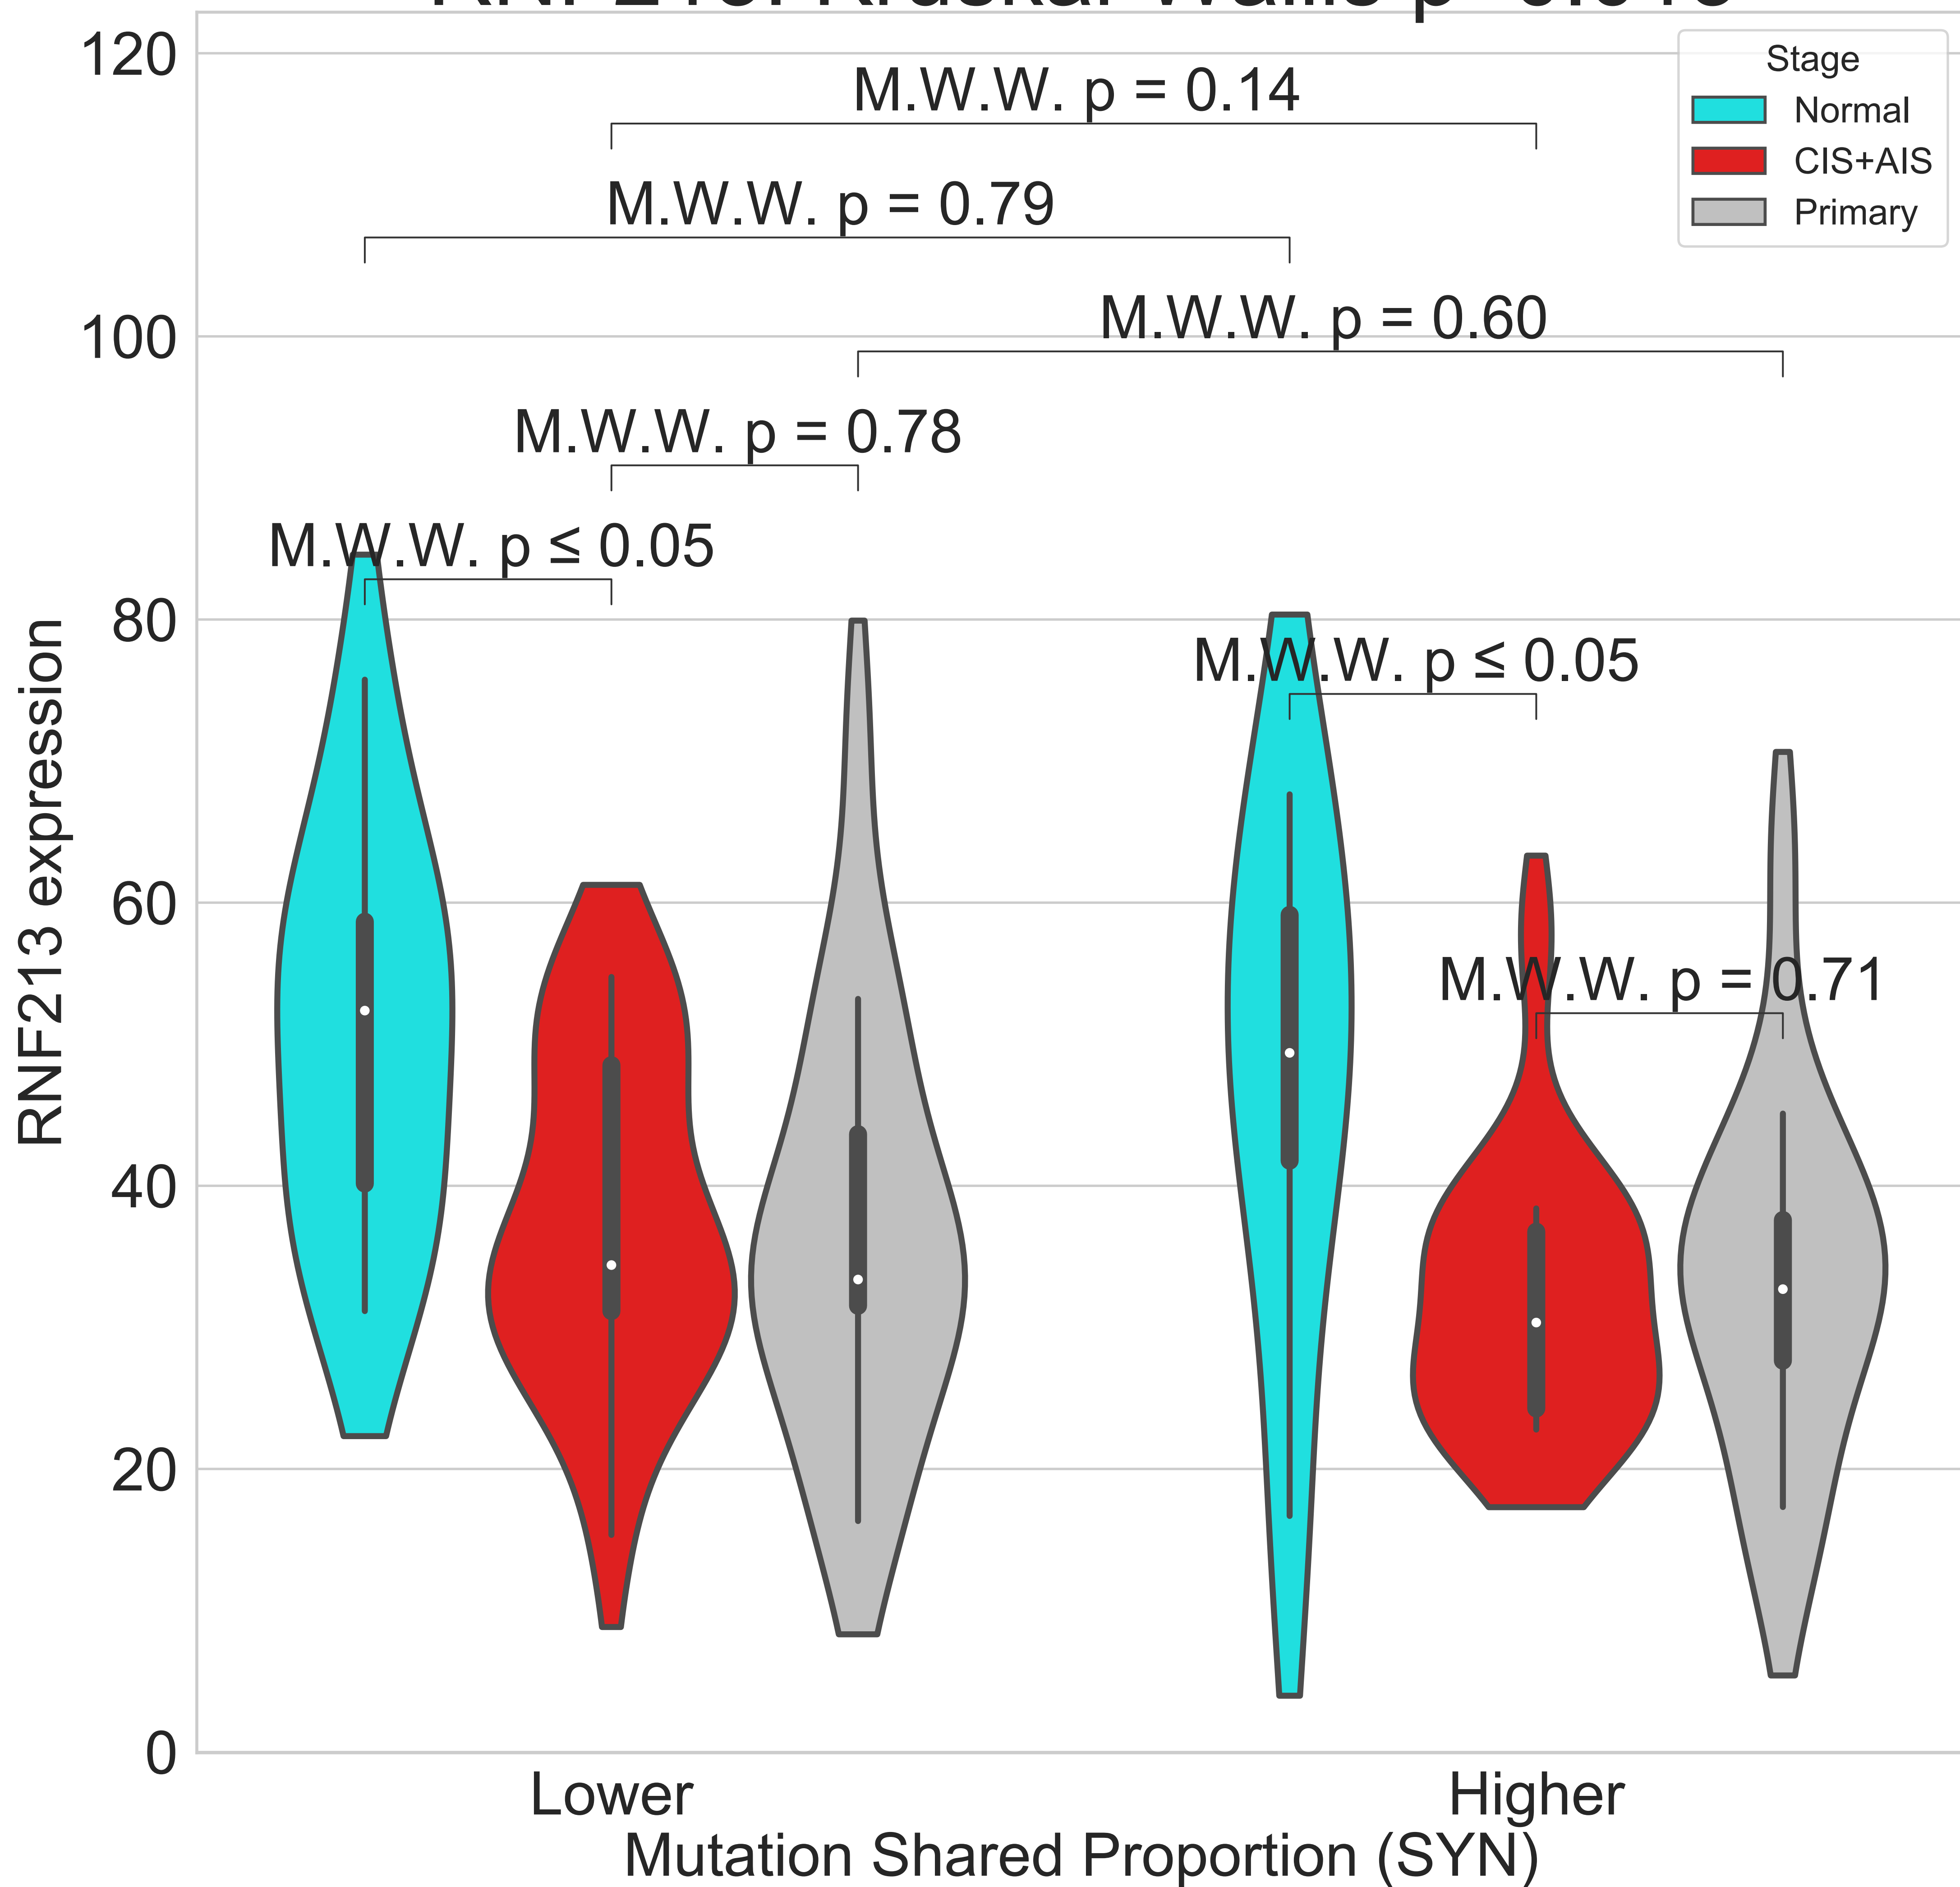 120
Stage
Normal
CIS+AIS
Primary
M.W.W. p = 0.14
M.W.W. p = 0.79
100
M.W.W. p = 0.60
M.W.W. p = 0.78
M.W.W. p ≤ 0.05
80
M.W.W. p ≤ 0.05
60
M.W.W. p = 0.71
40
20
0
RNF213 expression
Lower
Higher
Mutation Shared Proportion (SYN)